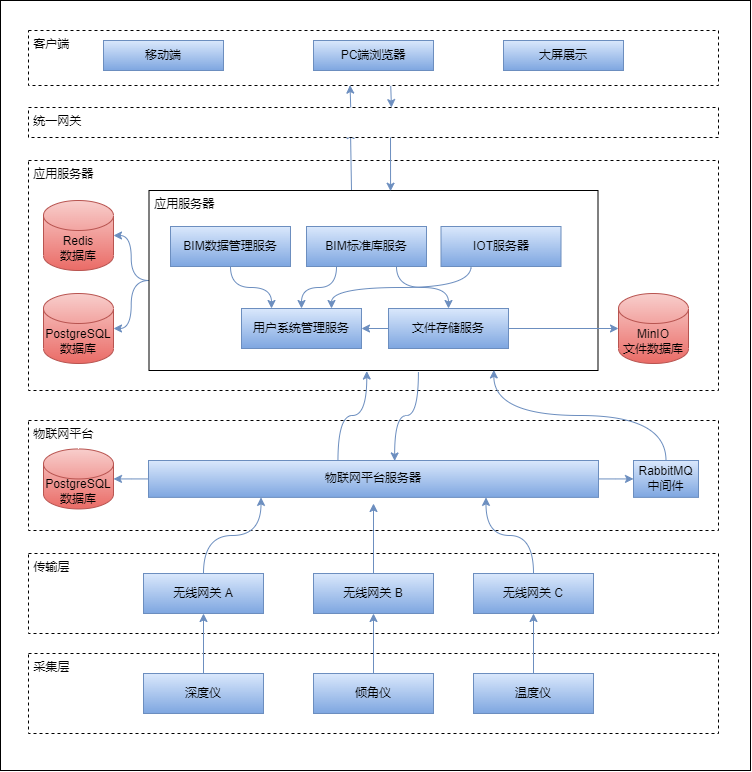 客户端
移动端
PC端浏览器
大屏展示
统一网关
应用服务器
应用服务器
Redis
数据库
BIM数据管理服务
BIM标准库服务
IOT服务器
PostgreSQL
数据库
用户系统管理服务
文件存储服务
MinIO
文件数据库
物联网平台
PostgreSQL
数据库
物联网平台服务器
RabbitMQ
中间件
传输层
无线网关 A
无线网关 B
无线网关 C
采集层
深度仪
倾角仪
温度仪